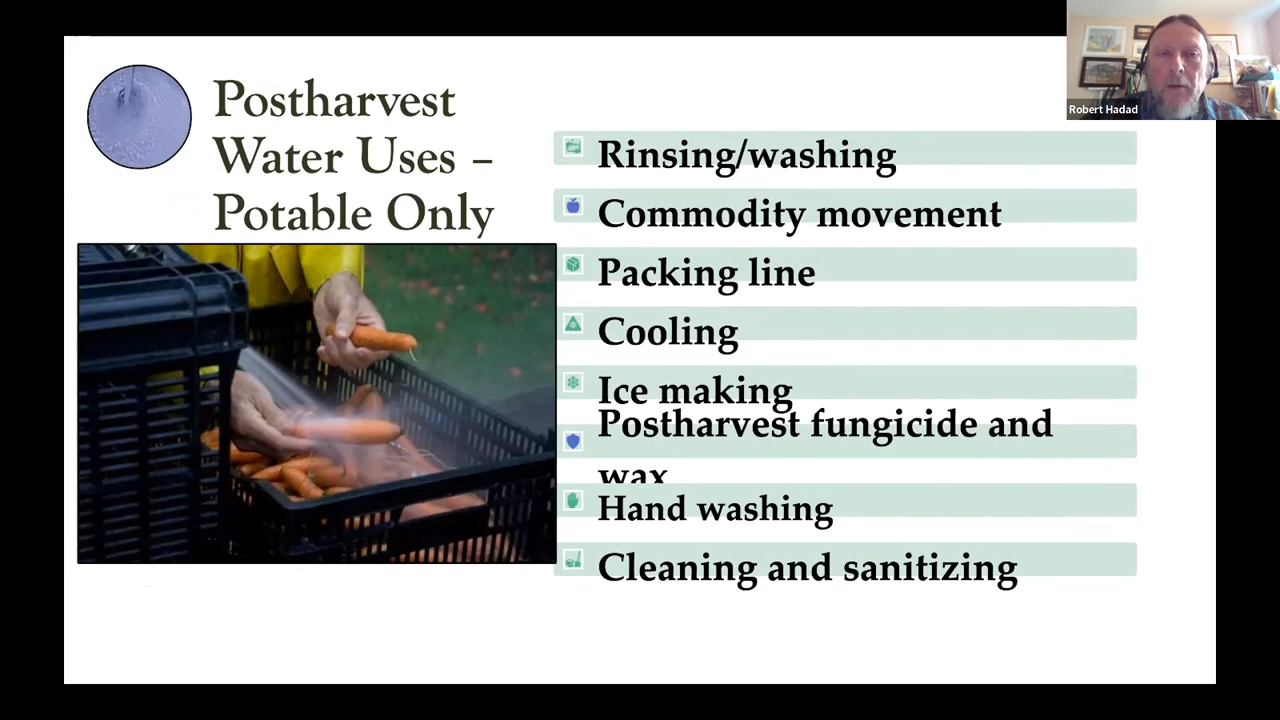 Postharvest
Water Uses –
Potable Only
Robert Hadad
Rinsing/washing
Commodity movement
Packing line
Cooling
Ice making
Postharvest fungicide and
wax
Hand washing
Cleaning and sanitizing